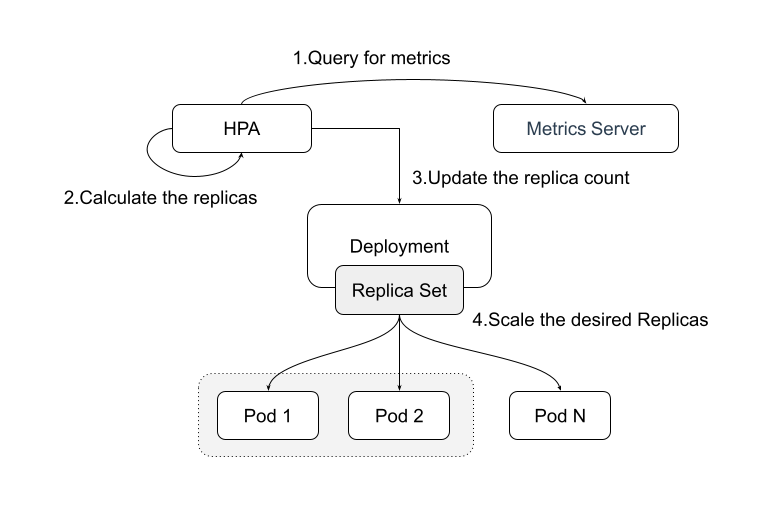 1.Query for metrics
HPA
Metrics Server
2.Calculate the replicas
3.Update the replica count
Deployment
Replica Set
4.Scale the desired Replicas
Pod 1
Pod 2
Pod N